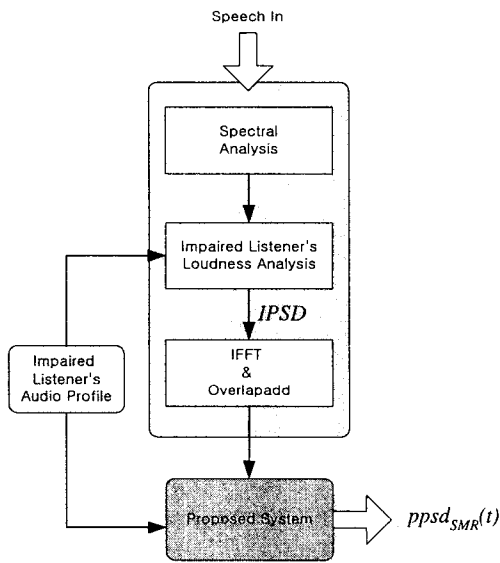 Speech In
Spectral
Analysis
Impaired Listener's
Loudness Analysis
IPSD
IFFT
&
Overlapadd
Impaired
Listener's
Audio Profile
Proposed System
ppsd_SMR(t)